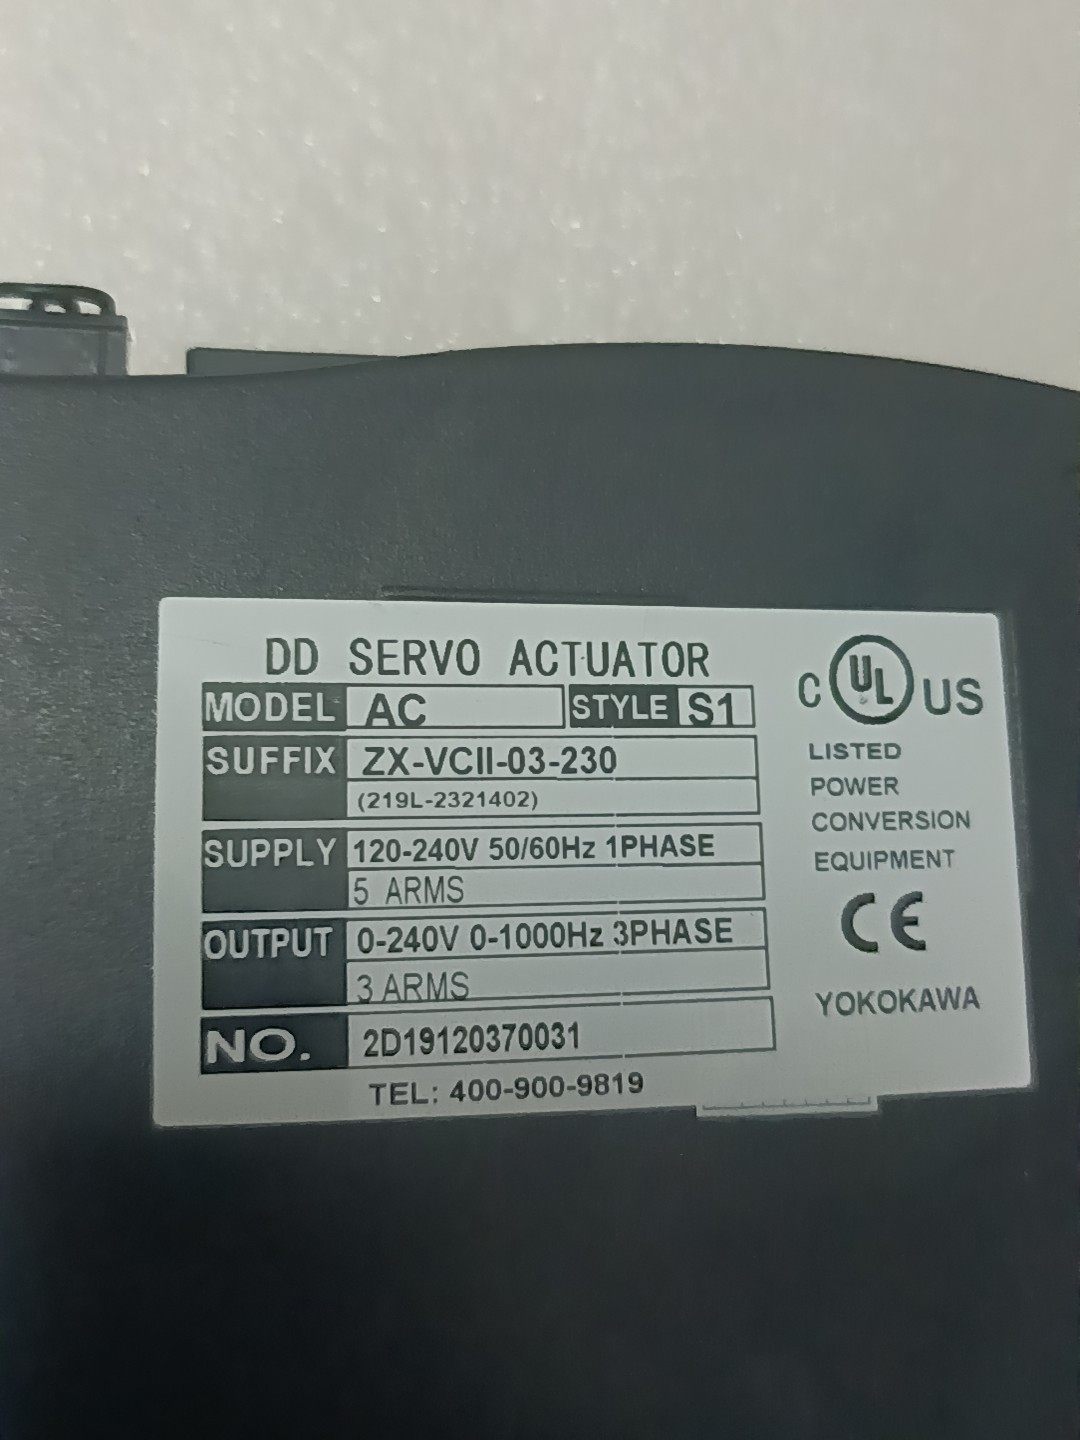 DD SERVO ACTUATOR
MODEL AC STYLE S1
SUFFIX ZX-VCII-03-230
(219L-2321402)
SUPPLY 120-240V 50/60Hz 1PHASE
5 ARMS
OUTPUT 0-240V 0-1000Hz 3PHASE
3 ARMS
NO. 2D19120370031
TEL: 400-900-9819
C UL US
LISTED
POWER
CONVERSION
EQUIPMENT
CE
YOKOKAWA